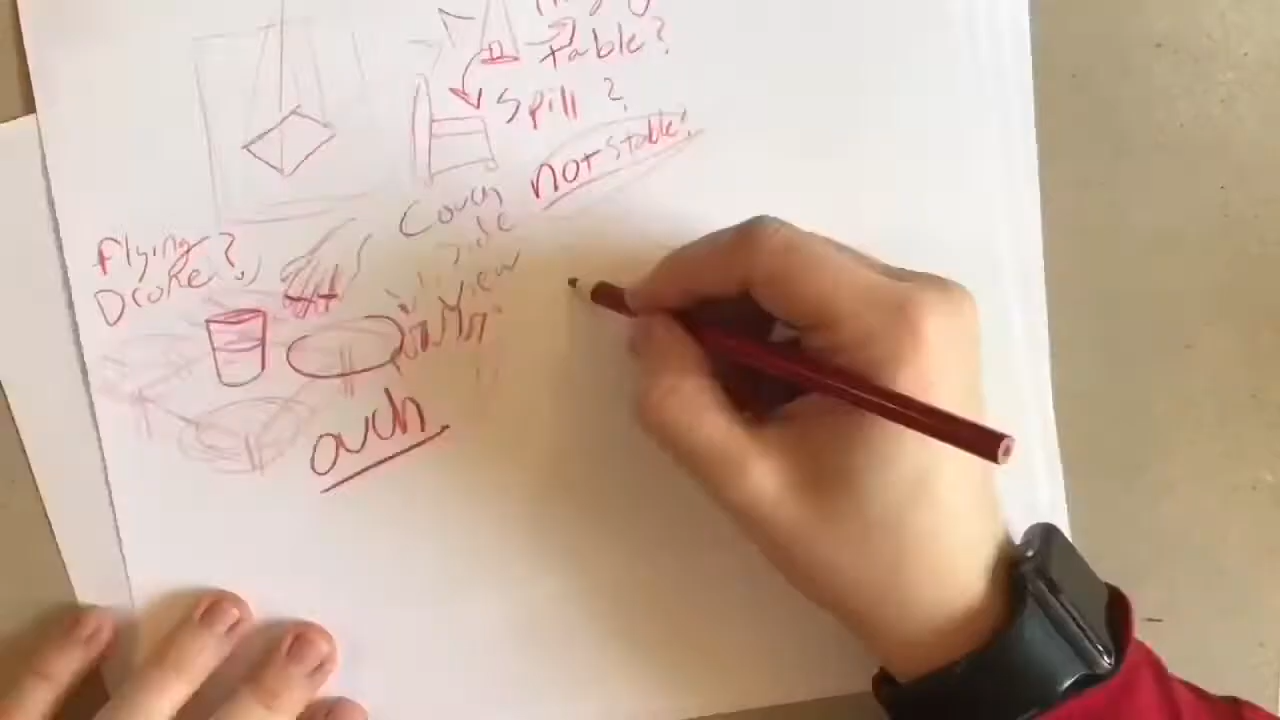 table?
Spill ?
not stable!
Couch
side
view
flying?
Drone
ouch